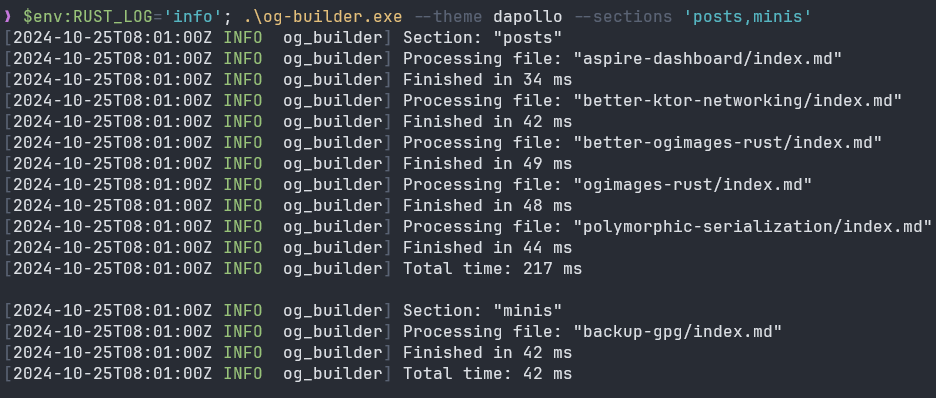 ❯ $env:RUST_LOG='info'; .\og-builder.exe --theme dapollo --sections 'posts,minis'
[2024-10-25T08:01:00Z INFO  og_builder] Section: "posts"
[2024-10-25T08:01:00Z INFO  og_builder] Processing file: "aspire-dashboard/index.md"
[2024-10-25T08:01:00Z INFO  og_builder] Finished in 34 ms
[2024-10-25T08:01:00Z INFO  og_builder] Processing file: "better-ktor-networking/index.md"
[2024-10-25T08:01:00Z INFO  og_builder] Finished in 42 ms
[2024-10-25T08:01:00Z INFO  og_builder] Processing file: "better-ogimages-rust/index.md"
[2024-10-25T08:01:00Z INFO  og_builder] Finished in 49 ms
[2024-10-25T08:01:00Z INFO  og_builder] Processing file: "ogimages-rust/index.md"
[2024-10-25T08:01:00Z INFO  og_builder] Finished in 48 ms
[2024-10-25T08:01:00Z INFO  og_builder] Processing file: "polymorphic-serialization/index.md"
[2024-10-25T08:01:00Z INFO  og_builder] Finished in 44 ms
[2024-10-25T08:01:00Z INFO  og_builder] Total time: 217 ms
[2024-10-25T08:01:00Z INFO  og_builder] Section: "minis"
[2024-10-25T08:01:00Z INFO  og_builder] Processing file: "backup-gpg/index.md"
[2024-10-25T08:01:00Z INFO  og_builder] Finished in 42 ms
[2024-10-25T08:01:00Z INFO  og_builder] Total time: 42 ms